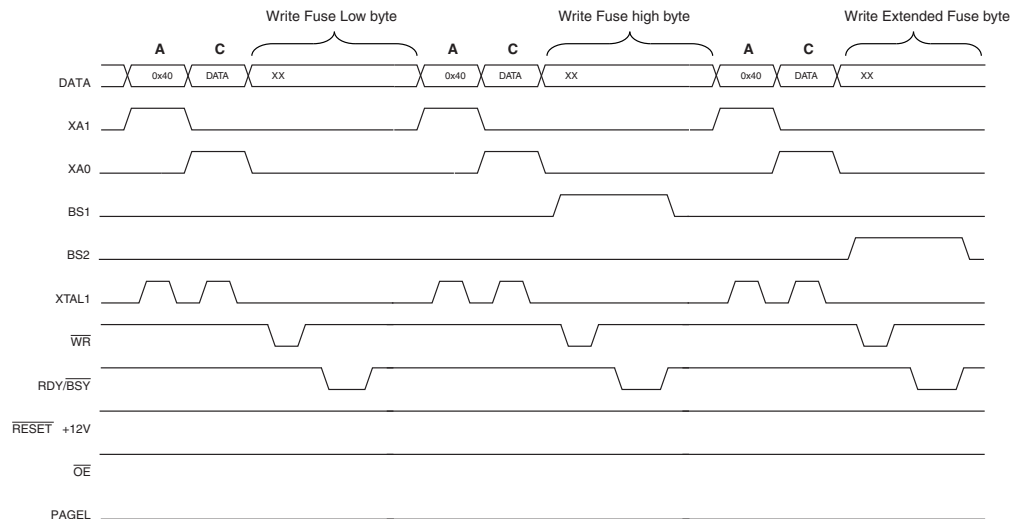 Write Fuse Low byte Write Fuse high byte Write Extended Fuse byte
A C A C A C
DATA 0x40 DATA XX 0x40 DATA XX 0x40 DATA XX
XA1
XA0
BS1
BS2
XTAL1
WR
RDY/BSY
RESET +12V
OE
PAGEL